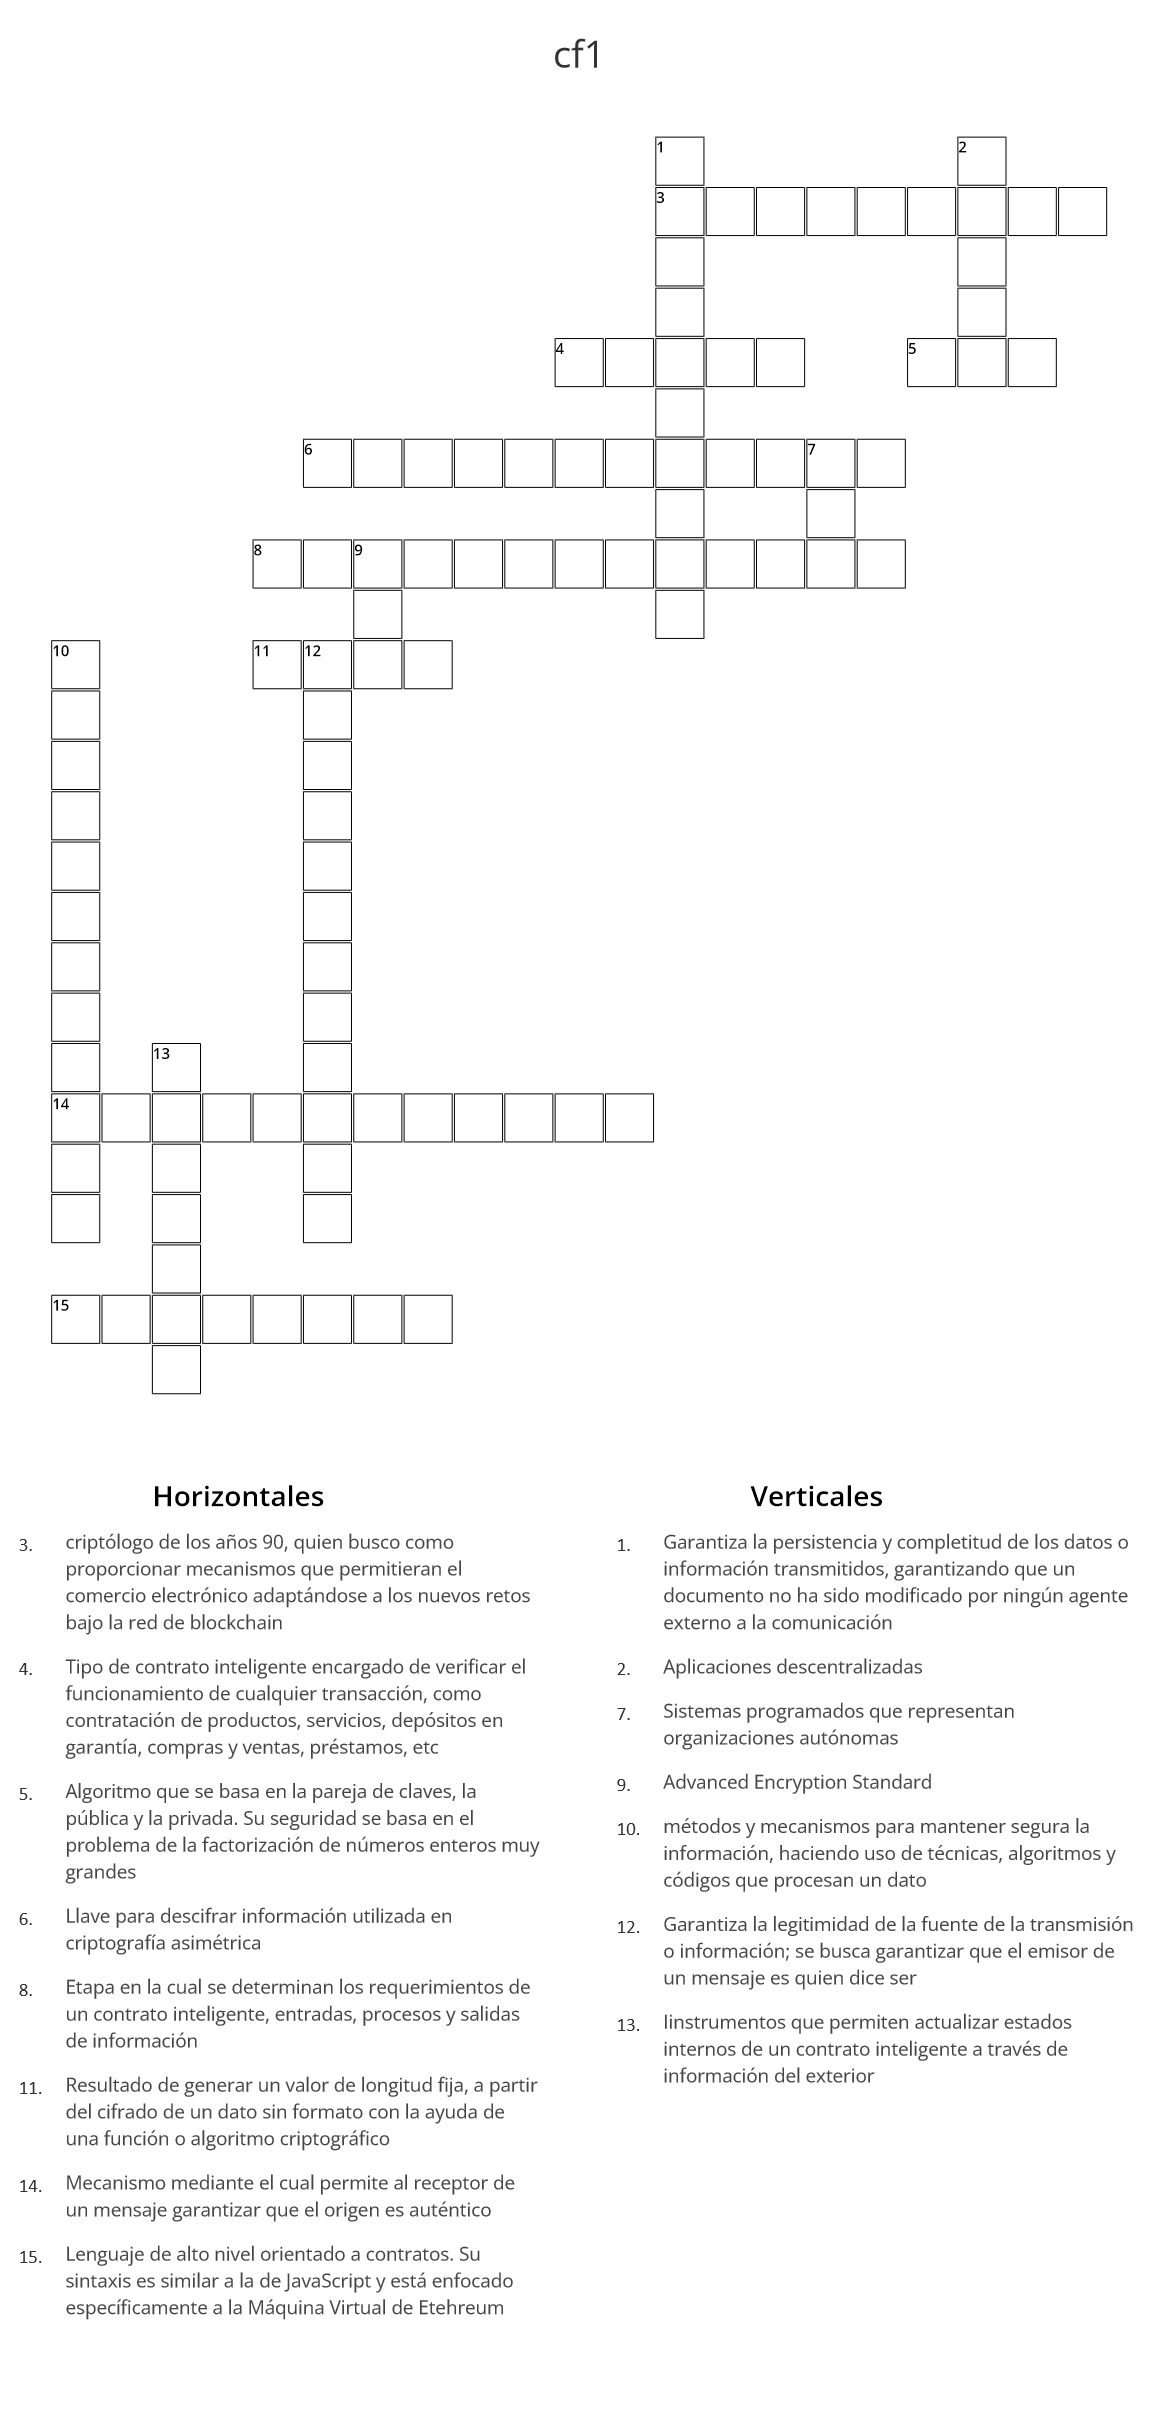 cf1
1
2
3
4
5
6
7
8
9
10
11
12
13
14
15
Horizontales
3. criptólogo de los años 90, quien busco como
proporcionar mecanismos que permitieran el
comercio electrónico adaptándose a los nuevos retos
bajo la red de blockchain
4. Tipo de contrato inteligente encargado de verificar el
funcionamiento de cualquier transacción, como
contratación de productos, servicios, depósitos en
garantía, compras y ventas, préstamos, etc
5. Algoritmo que se basa en la pareja de claves, la
pública y la privada. Su seguridad se basa en el
problema de la factorización de números enteros muy
grandes
6. Llave para descifrar información utilizada en
criptografía asimétrica
8. Etapa en la cual se determinan los requerimientos de
un contrato inteligente, entradas, procesos y salidas
de información
11. Resultado de generar un valor de longitud fija, a partir
del cifrado de un dato sin formato con la ayuda de
una función o algoritmo criptográfico
14. Mecanismo mediante el cual permite al receptor de
un mensaje garantizar que el origen es auténtico
15. Lenguaje de alto nivel orientado a contratos. Su
sintaxis es similar a la de JavaScript y está enfocado
específicamente a la Máquina Virtual de Etehreum
Verticales
1. Garantiza la persistencia y completitud de los datos o
información transmitidos, garantizando que un
documento no ha sido modificado por ningún agente
externo a la comunicación
2. Aplicaciones descentralizadas
7. Sistemas programados que representan
organizaciones autónomas
9. Advanced Encryption Standard
10. métodos y mecanismos para mantener segura la
información, haciendo uso de técnicas, algoritmos y
códigos que procesan un dato
12. Garantiza la legitimidad de la fuente de la transmisión
o información; se busca garantizar que el emisor de
un mensaje es quien dice ser
13. Iinstrumentos que permiten actualizar estados
internos de un contrato inteligente a través de
información del exterior